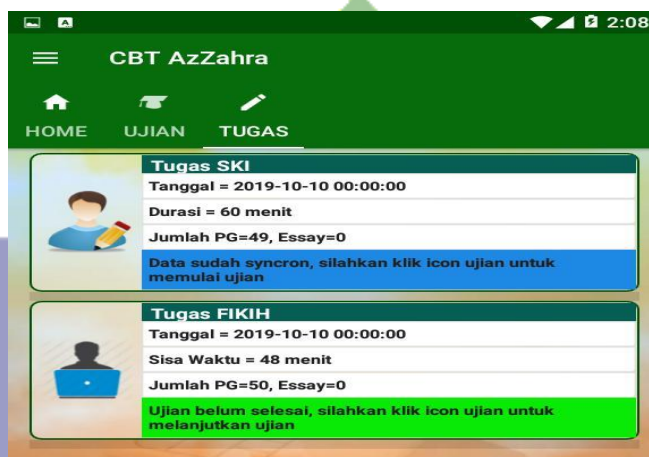 2:08
CBT AzZahra
HOME UJIAN TUGAS
Tugas SKI
Tanggal = 2019-10-10 00:00:00
Durasi = 60 menit
Jumlah PG=49, Essay=0
Data sudah syncron, silahkan klik icon ujian untuk
memulai ujian
Tugas FIKIH
Tanggal = 2019-10-10 00:00:00
Sisa Waktu = 48 menit
Jumlah PG=50, Essay=0
Ujian belum selesai, silahkan klik icon ujian untuk
melanjutkan ujian